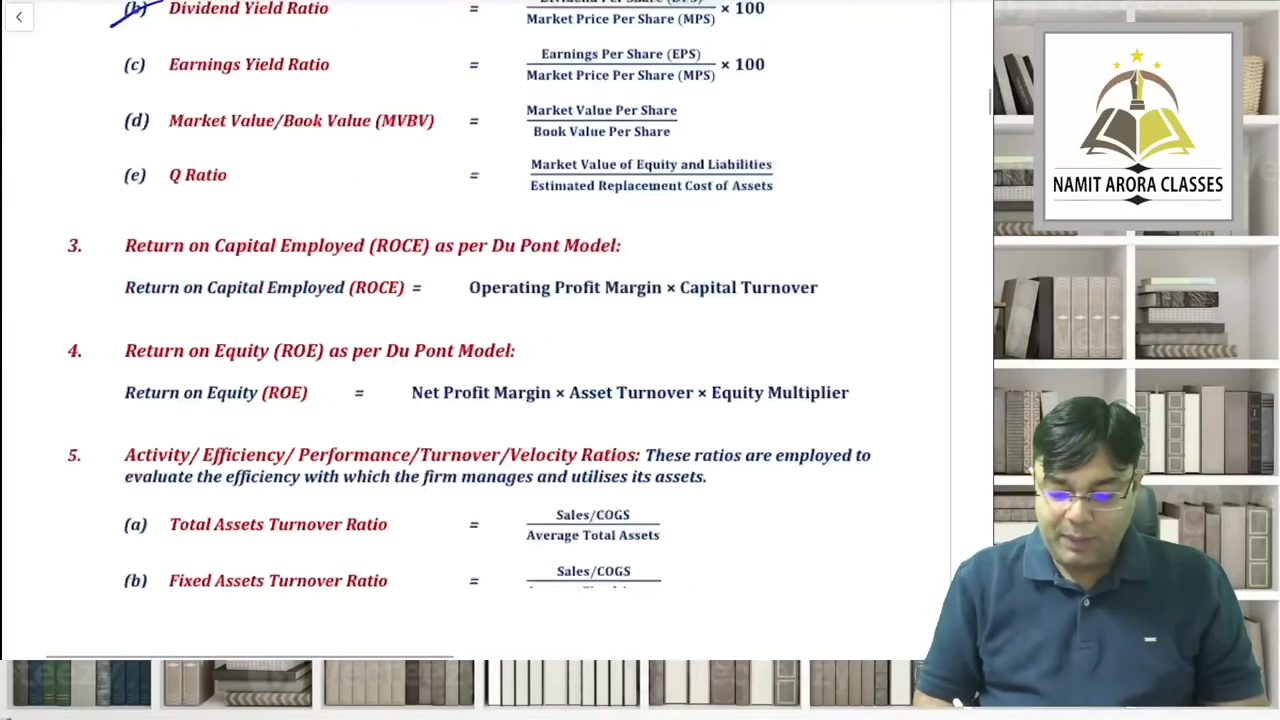 (b) Dividend Yield Ratio = Dividend Per Share (DPS) / Market Price Per Share (MPS) × 100
(c) Earnings Yield Ratio = Earnings Per Share (EPS) / Market Price Per Share (MPS) × 100
(d) Market Value/Book Value (MVBV) = Market Value Per Share / Book Value Per Share
(e) Q Ratio = Market Value of Equity and Liabilities / Estimated Replacement Cost of Assets
NAMIT ARORA CLASSES
3. Return on Capital Employed (ROCE) as per Du Pont Model:
Return on Capital Employed (ROCE) = Operating Profit Margin × Capital Turnover
4. Return on Equity (ROE) as per Du Pont Model:
Return on Equity (ROE) = Net Profit Margin × Asset Turnover × Equity Multiplier
5. Activity/ Efficiency/ Performance/Turnover/Velocity Ratios: These ratios are employed to
evaluate the efficiency with which the firm manages and utilises its assets.
(a) Total Assets Turnover Ratio = Sales/COGS / Average Total Assets
(b) Fixed Assets Turnover Ratio = Sales/COGS